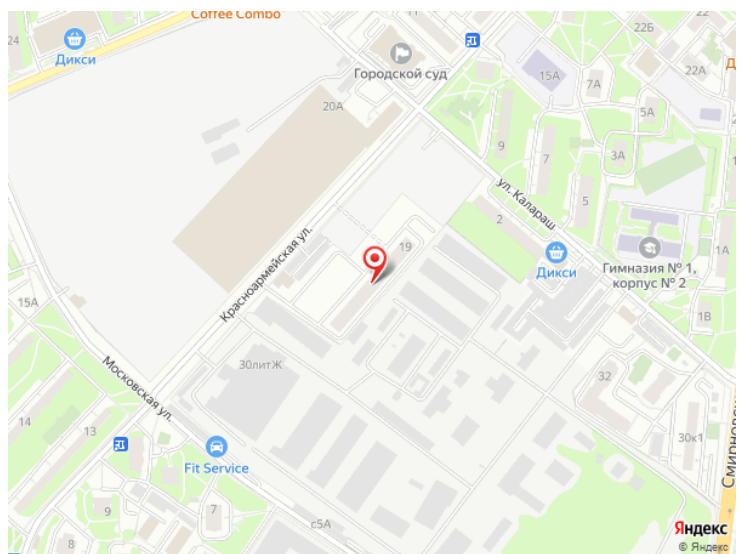 Coffee Combo
24
Дикси
Городской суд
20А
22Б
22А
15А
7А
5А
9
7
3А
5
ул. Калараш
2
19
Дикси
Гимназия № 1,
корпус № 2
1А
1В
Красноармейская ул.
15А
Московская ул.
30литЖ
32
30к1
14
13
Fit Service
9
7
8
с5А
Смирновск
Яндекс
© Яндекс